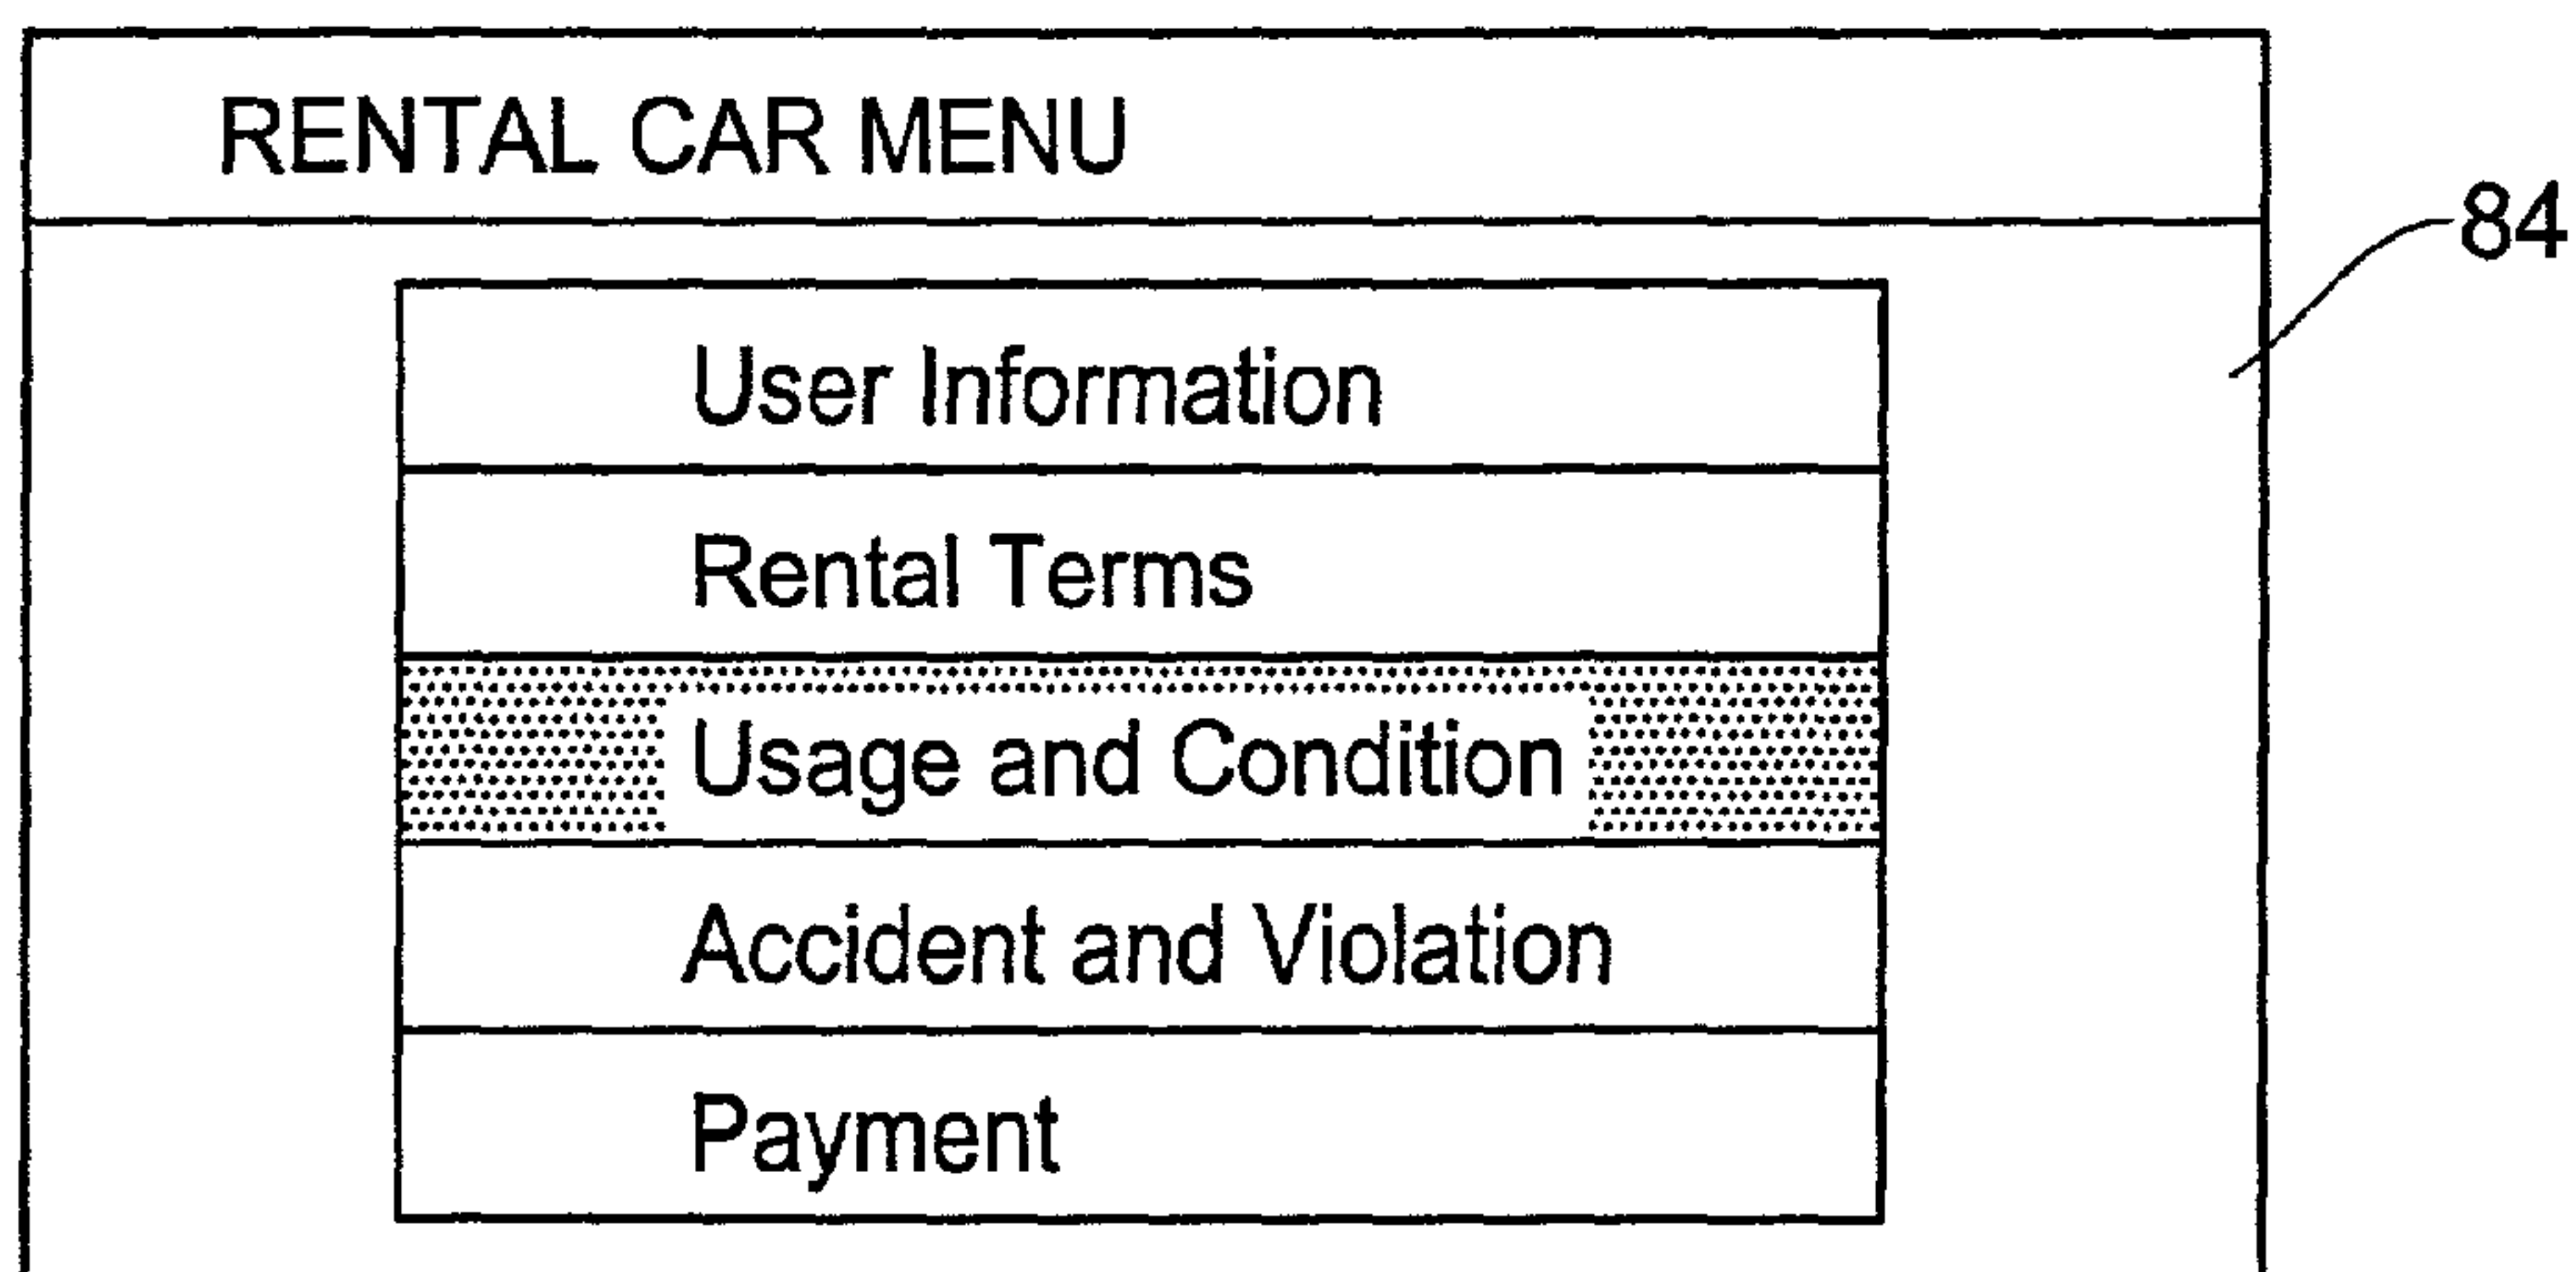 RENTAL CAR MENU
84
User Information
Rental Terms
Usage and Condition
Accident and Violation
Payment